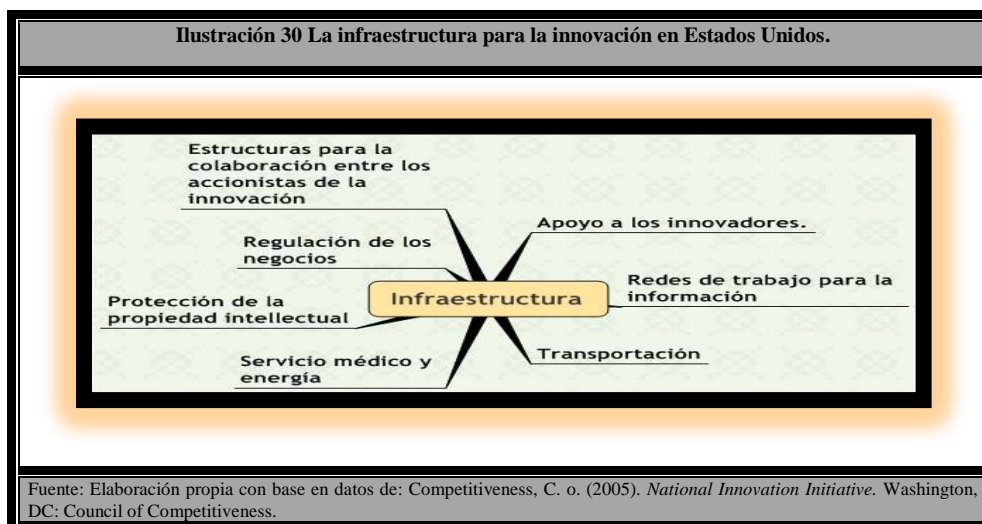 Ilustración 30 La infraestructura para la innovación en Estados Unidos.
Estructuras para la
colaboración entre los
accionistas de la
innovación
Regulación de los
negocios
Protección de la
propiedad intellectual
Servicio médico y
energía
Infraestructura
Apoyo a los innovadores.
Redes de trabajo para la
información
Transportación
Fuente: Elaboración propia con base en datos de: Competitiveness, C. o. (2005). National Innovation Initiative. Washington,
DC: Council of Competitiveness.